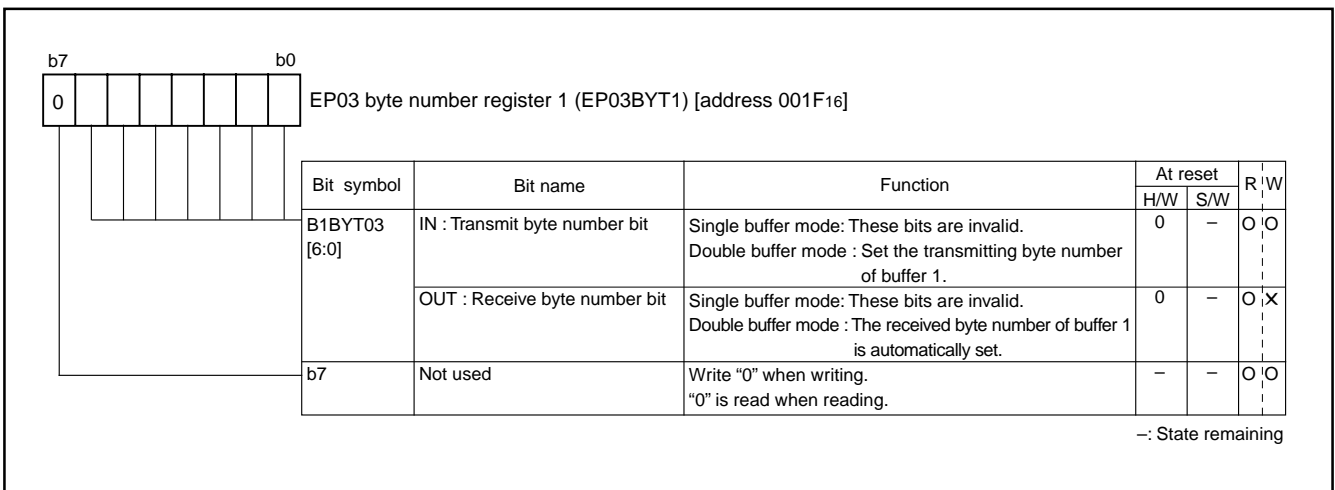 b7 b0
0
EP03 byte number register 1 (EP03BYT1) [address 001F16]
Bit symbol Bit name Function At reset R W
H/W S/W
B1BYT03 IN : Transmit byte number bit Single buffer mode: These bits are invalid. 0 – O O
[6:0] Double buffer mode : Set the transmitting byte number
of buffer 1.
OUT : Receive byte number bit Single buffer mode: These bits are invalid. 0 – O ✕
Double buffer mode : The received byte number of buffer 1
is automatically set.
b7 Not used Write “0” when writing. – – O O
“0” is read when reading.
–: State remaining